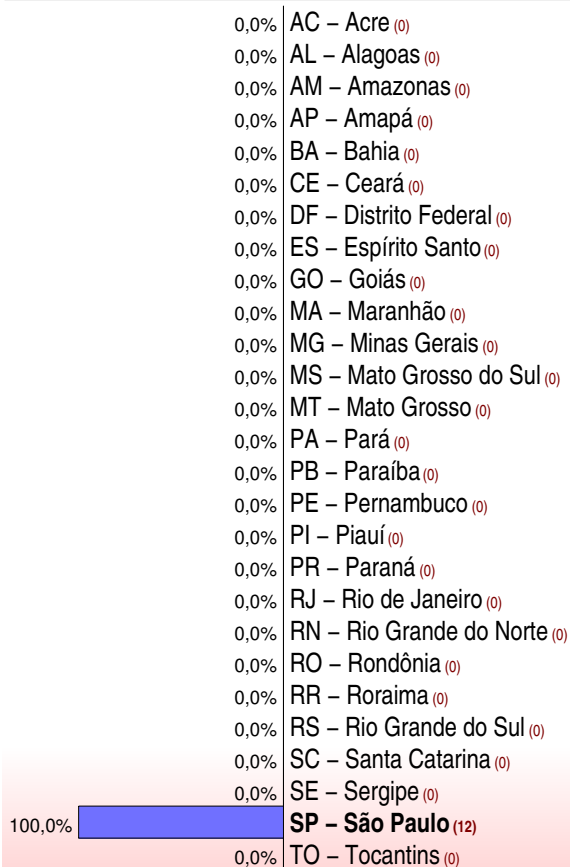 0,0% AC – Acre (0)
0,0% AL – Alagoas (0)
0,0% AM – Amazonas (0)
0,0% AP – Amapá (0)
0,0% BA – Bahia (0)
0,0% CE – Ceará (0)
0,0% DF – Distrito Federal (0)
0,0% ES – Espírito Santo (0)
0,0% GO – Goiás (0)
0,0% MA – Maranhão (0)
0,0% MG – Minas Gerais (0)
0,0% MS – Mato Grosso do Sul (0)
0,0% MT – Mato Grosso (0)
0,0% PA – Pará (0)
0,0% PB – Paraíba (0)
0,0% PE – Pernambuco (0)
0,0% PI – Piauí (0)
0,0% PR – Paraná (0)
0,0% RJ – Rio de Janeiro (0)
0,0% RN – Rio Grande do Norte (0)
0,0% RO – Rondônia (0)
0,0% RR – Roraima (0)
0,0% RS – Rio Grande do Sul (0)
0,0% SC – Santa Catarina (0)
0,0% SE – Sergipe (0)
100,0% SP – São Paulo (12)
0,0% TO – Tocantins (0)